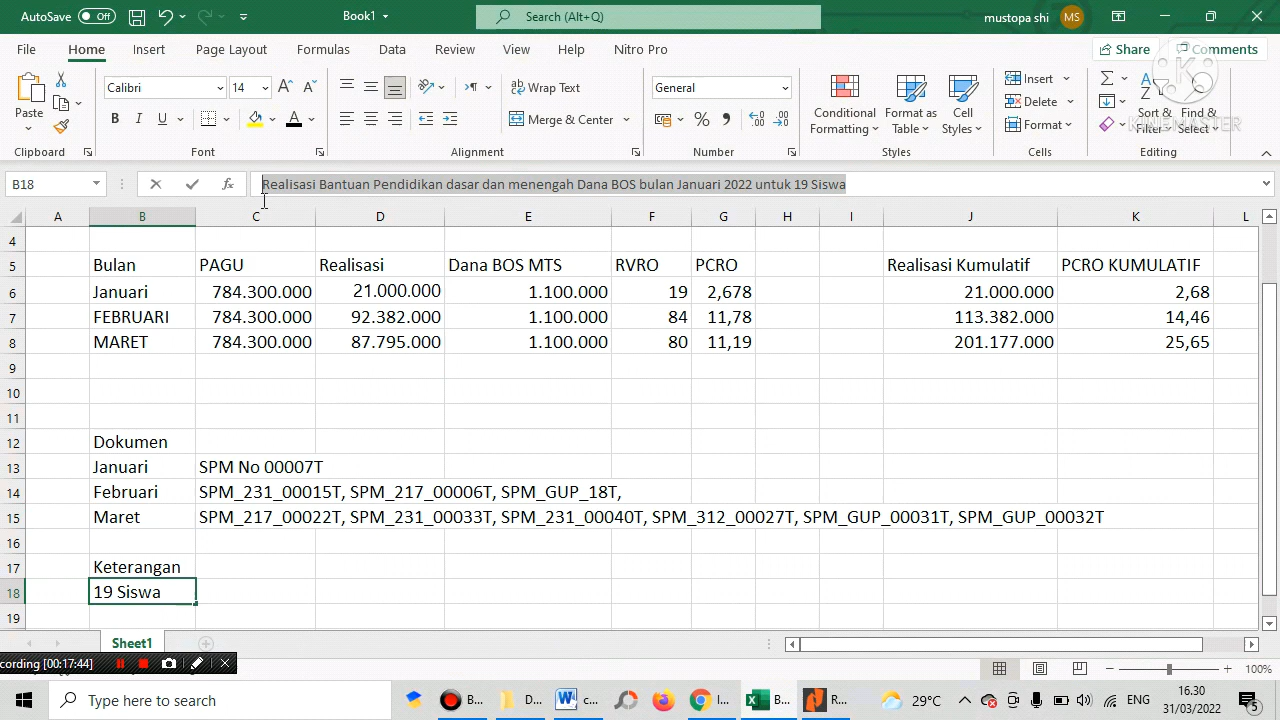 AutoSave Off Book1 Search (Alt+Q) mustopa shi MS
File Home Insert Page Layout Formulas Data Review View Help Nitro Pro Share Comments
Paste Calibri 14 Wrap Text General Conditional Formatting Format as Table Cell Styles Insert Sort & Filter Find & Select
B I U Merge & Center Delete
Format
Clipboard Font Alignment Number Styles Cells Editing
KINEMASTER
B18 fx Realisasi Bantuan Pendidikan dasar dan menengah Dana BOS bulan Januari 2022 untuk 19 Siswa
A B C D E F G H I J K L
4
5 Bulan PAGU Realisasi Dana BOS MTS RVRO PCRO Realisasi Kumulatif PCRO KUMULATIF
6 Januari 784.300.000 21.000.000 1.100.000 19 2,678 21.000.000 2,68
7 FEBRUARI 784.300.000 92.382.000 1.100.000 84 11,78 113.382.000 14,46
8 MARET 784.300.000 87.795.000 1.100.000 80 11,19 201.177.000 25,65
9
10
11
12 Dokumen
13 Januari SPM No 00007T
14 Februari SPM_231_00015T, SPM_217_00006T, SPM_GUP_18T,
15 Maret SPM_217_00022T, SPM_231_00033T, SPM_231_00040T, SPM_312_00027T, SPM_GUP_00031T, SPM_GUP_00032T
16
17 Keterangan
18 19 Siswa
19
Sheet1
cording [00:17:44] 100%
Type here to search B... D... c... I... B... R... 29°C ENG 16.30
31/03/2022 5